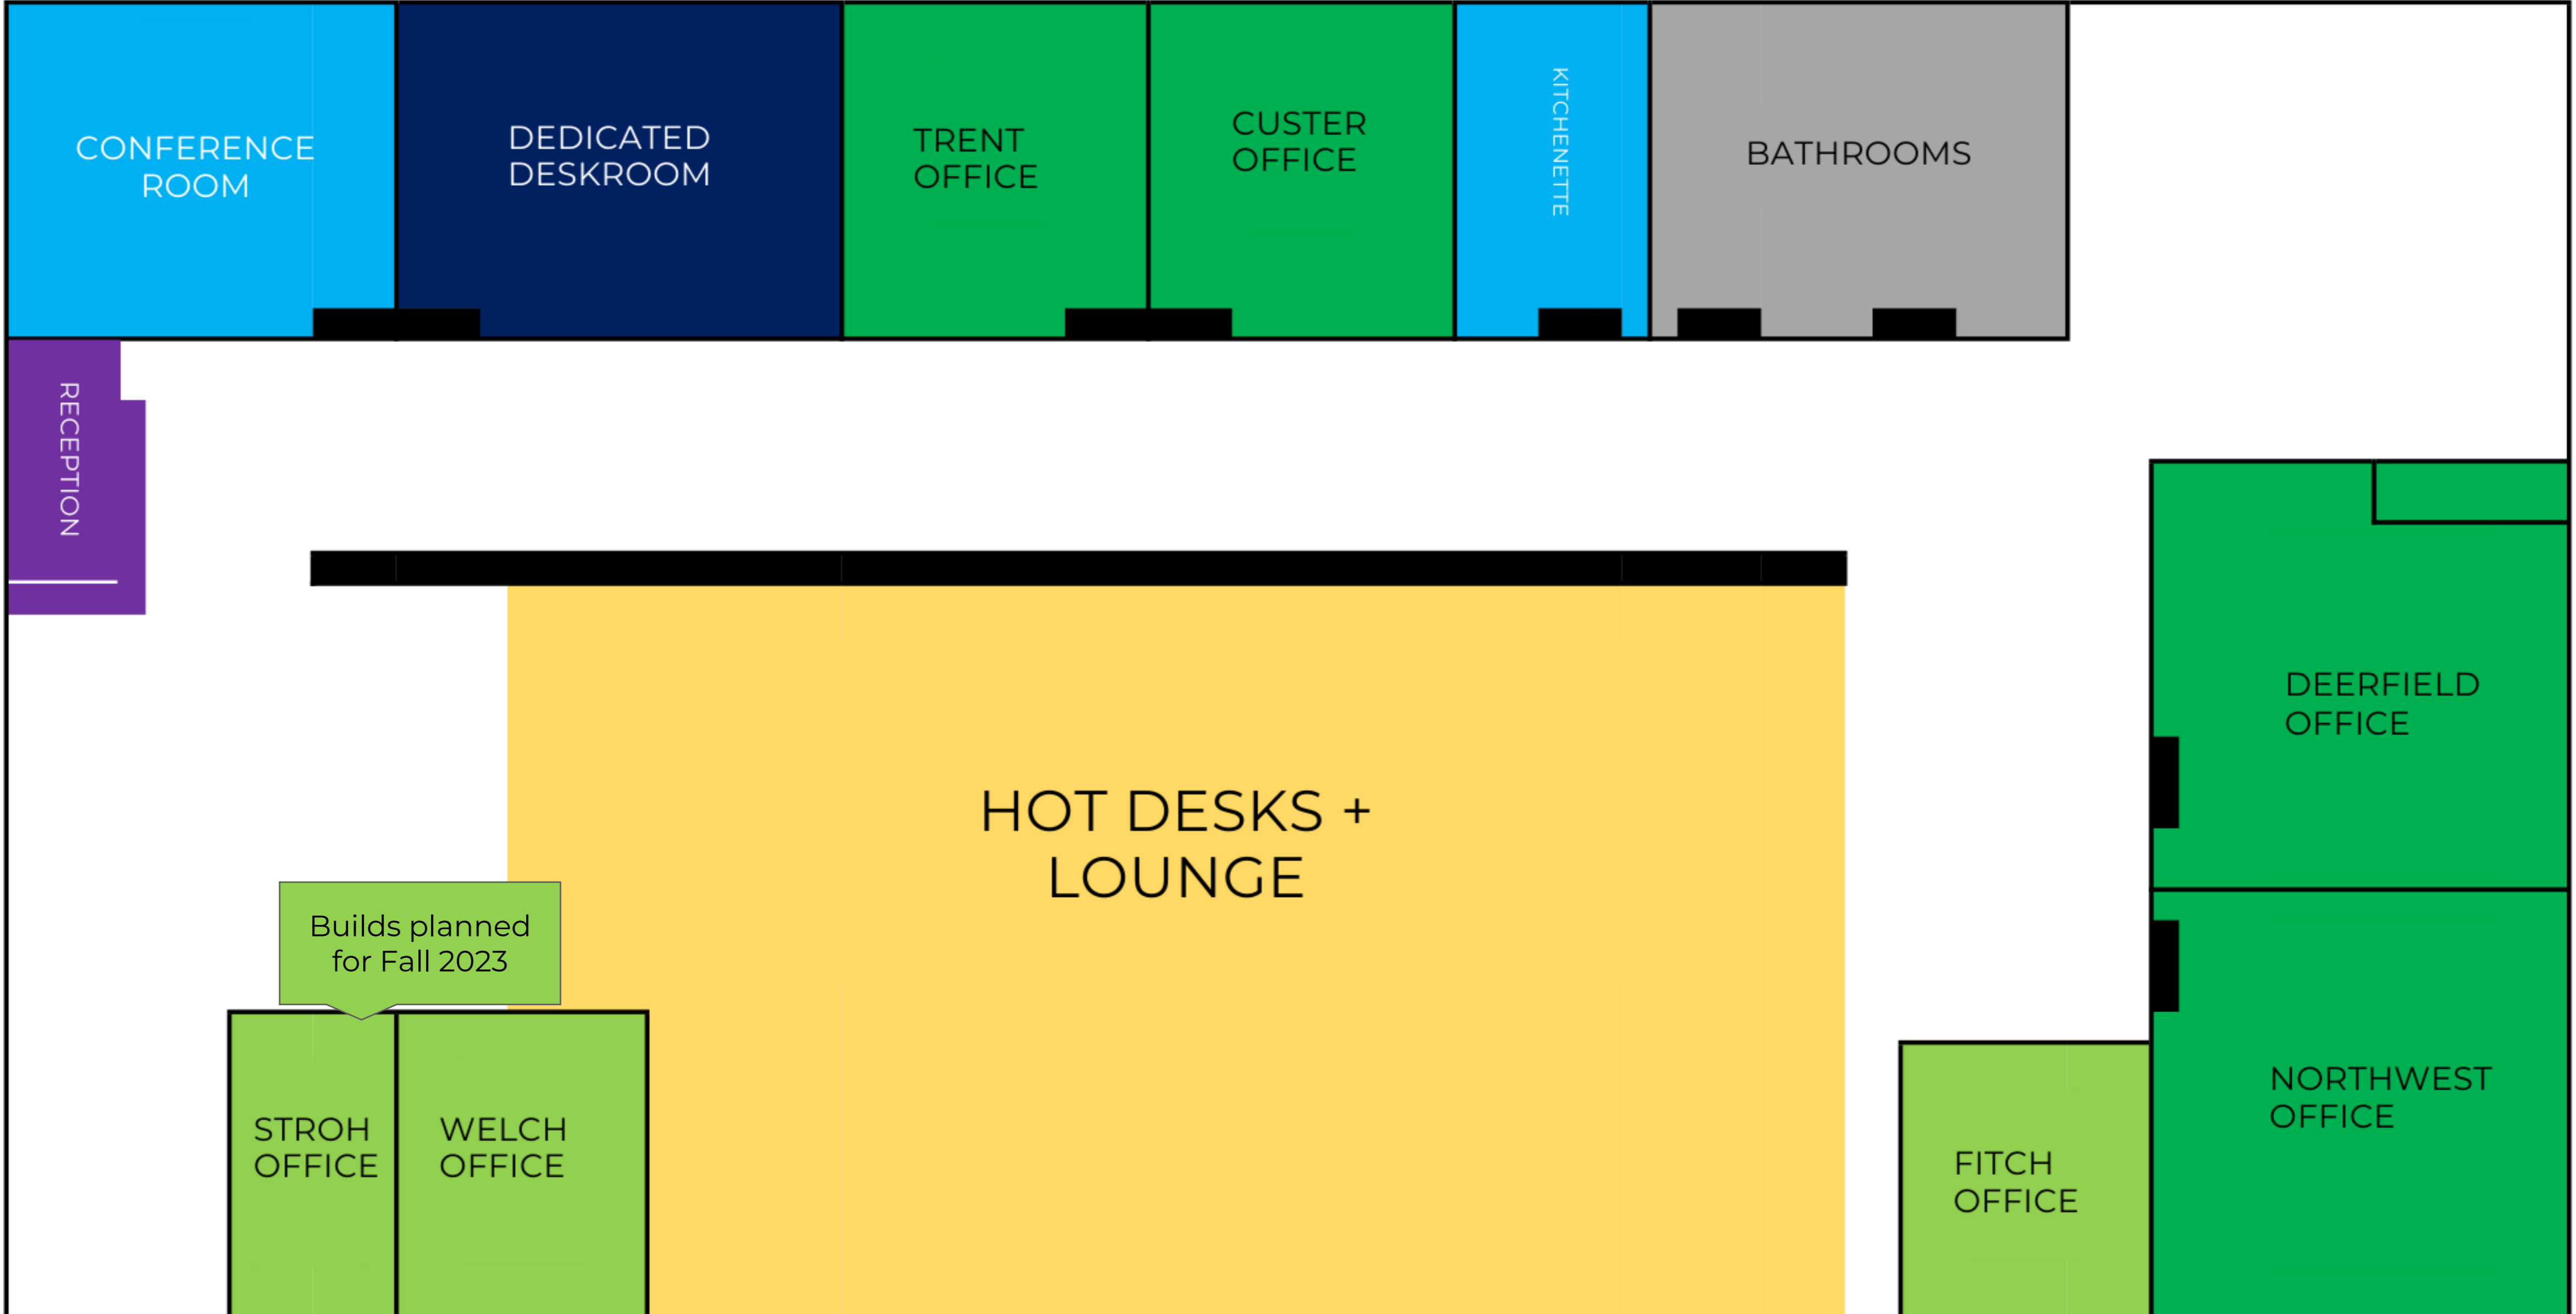 CONFERENCE
ROOM
DEDICATED
DESKROOM
TRENT
OFFICE
CUSTER
OFFICE
KITCHENETTE
BATHROOMS
RECEPTION
DEERFIELD
OFFICE
HOT DESKS +
LOUNGE
Builds planned
for Fall 2023
STROH
OFFICE
WELCH
OFFICE
FITCH
OFFICE
NORTHWEST
OFFICE